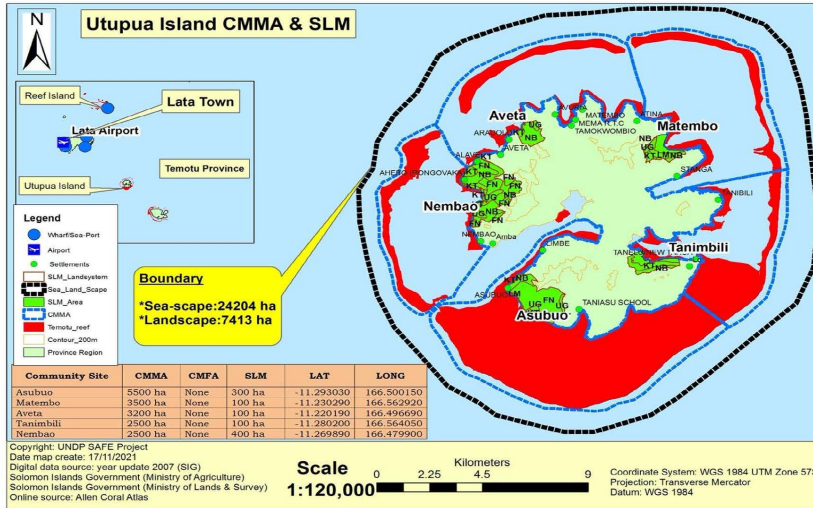 Utupua Island CMMA & SLM
N
Reef Island
Lata Town
Lata Airport
Temotu Province
Utupua Island
Legend
Wharf/Sea-Port
Airport
Settlements
SLM_Landsystem
Sea_Land_Scape
SLM_Area
CMMA
Temotu_reef
Contour_200m
Province Region
Boundary
*Sea-scape:24204 ha
*Landscape:7413 ha
Aveta
MATEMBO
TAMOKWOMBIO
AVETA
Matembo
STANGA
Nembao
NEMBAO
Amba
Tanimbili
Asubuo
TANIASU SCHOOL
UG
NB
KT
FN
LM
Community Site CMMA CMFA SLM LAT LONG
Asubuo 5500 ha None 300 ha -11.293030 166.500150
Matembo 3500 ha None 100 ha -11.230290 166.562920
Aveta 3200 ha None 100 ha -11.220190 166.496690
Tanimbili 2500 ha None 100 ha -11.280200 166.564050
Nembao 2500 ha None 400 ha -11.269890 166.479900
Copyright: UNDP SAFE Project
Date map create: 17/11/2021
Digital data source: year update 2007 (SIG)
Solomon Islands Government (Ministry of Agriculture)
Solomon Islands Government (Ministry of Lands & Survey)
Online source: Allen Coral Atlas
Scale
1:120,000
Kilometers
0 2.25 4.5 9
Coordinate System: WGS 1984 UTM Zone 57S
Projection: Transverse Mercator
Datum: WGS 1984